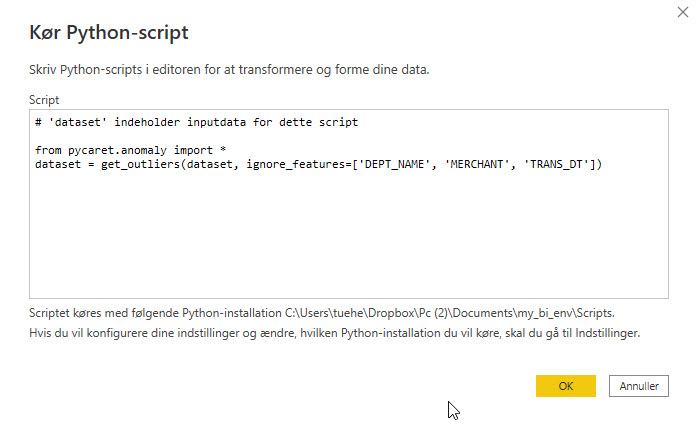 Kør Python-script
Skriv Python-scripts i editoren for at transformere og forme dine data.
Script
# 'dataset' indeholder inputdata for dette script
from pycaret.anomaly import *
dataset = get_outliers(dataset, ignore_features=['DEPT_NAME', 'MERCHANT', 'TRANS_DT'])
Scriptet køres med følgende Python-installation C:\Users\tuehe\Dropbox\Pc (2)\Documents\my_bi_env\Scripts.
Hvis du vil konfigurere dine indstillinger og ændre, hvilken Python-installation du vil køre, skal du gå til Indstillinger.
OK
Annuller